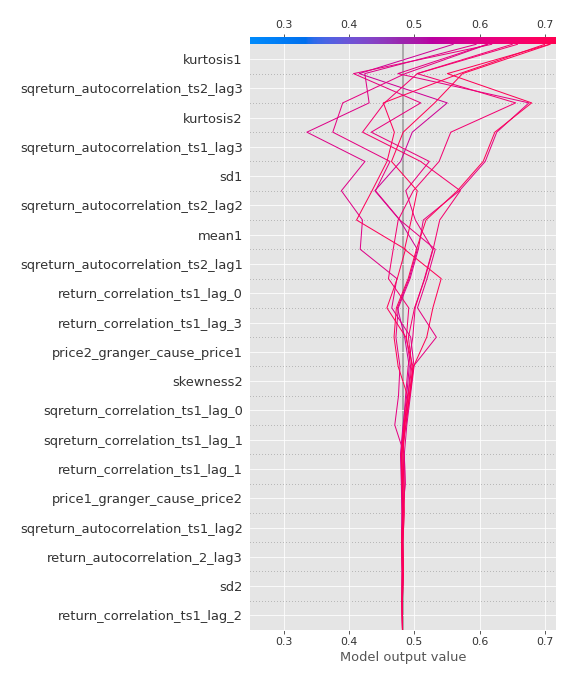 0.3 0.4 0.5 0.6 0.7
kurtosis1
sqreturn_autocorrelation_ts2_lag3
kurtosis2
sqreturn_autocorrelation_ts1_lag3
sd1
sqreturn_autocorrelation_ts2_lag2
mean1
sqreturn_autocorrelation_ts2_lag1
return_correlation_ts1_lag_0
return_correlation_ts1_lag_3
price2_granger_cause_price1
skewness2
sqreturn_correlation_ts1_lag_0
sqreturn_correlation_ts1_lag_1
return_correlation_ts1_lag_1
price1_granger_cause_price2
sqreturn_autocorrelation_ts1_lag2
return_autocorrelation_2_lag3
sd2
return_correlation_ts1_lag_2
0.3 0.4 0.5 0.6 0.7
Model output value